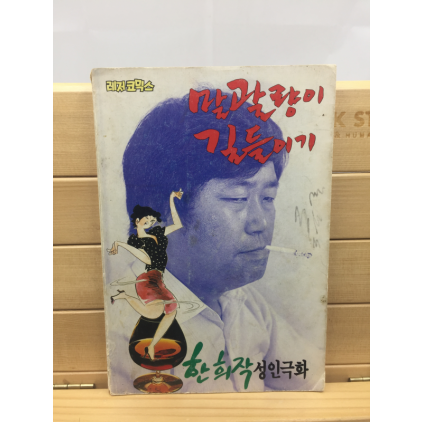 레저코믹스
말괄량이
길들이기
한희작 성인극화